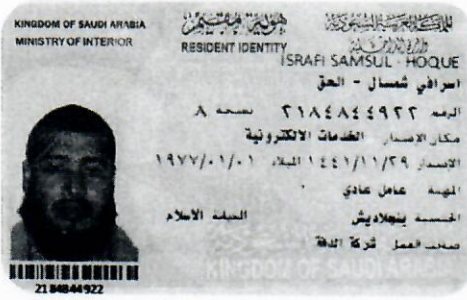 KINGDOM OF SAUDI ARABIA
MINISTRY OF INTERIOR
هوية مقيم
RESIDENT IDENTITY
المملكة العربية السعودية
وزارة الداخلية
ISRAFI SAMSUL - HOQUE
اسرافي شمسال - الحق
الرقم ٢١٨٤٨٤٤٩٢٢ نسخة ٨
مكان الاصدار الخدمات الالكترونية
الاصدار ١٤٤١/١١/٢٩ الميلاد ١٩٧٧/٠١/٠١
المهنة عامل عادي
الجنسية بنجلاديش الديانة الاسلام
صاحب العمل شركة الدقة
KINGDOM OF SAUDI ARABIA
2184844922